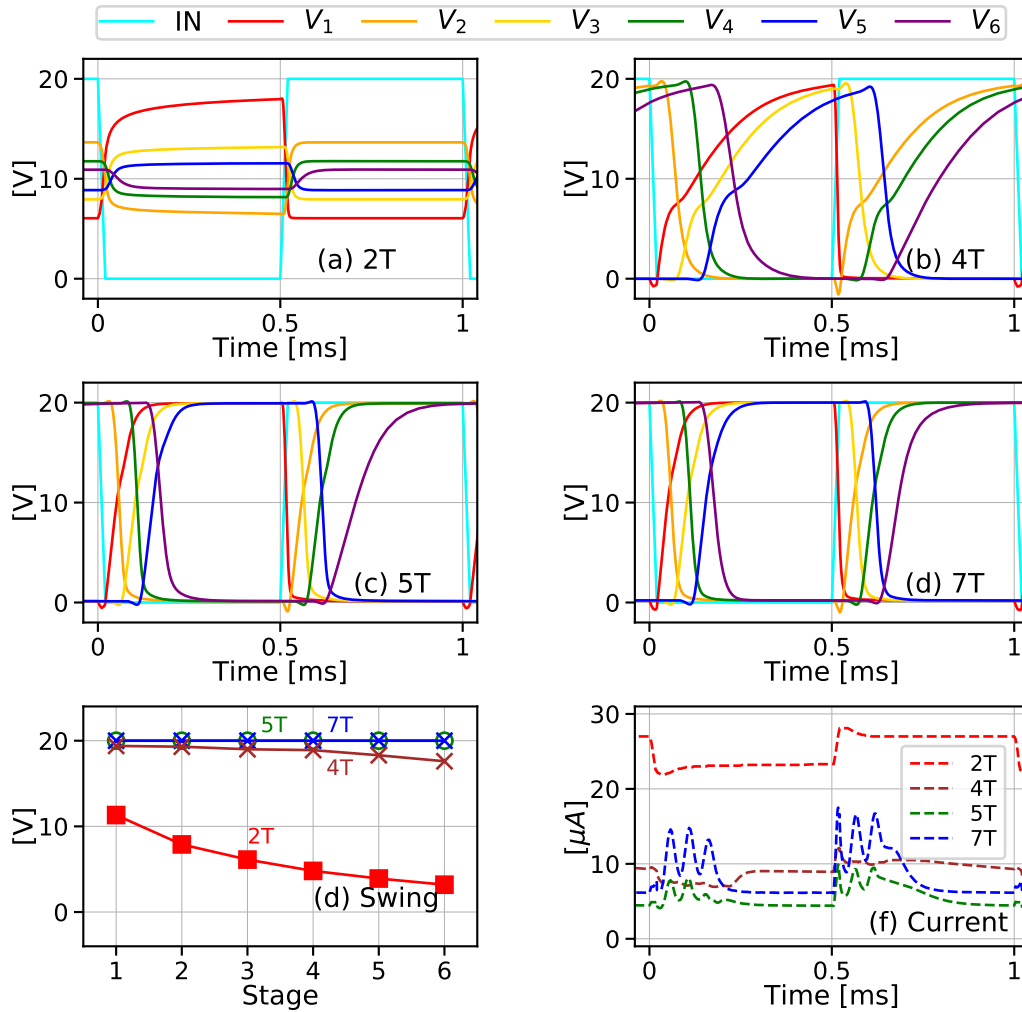 IN V1 V2 V3 V4 V5 V6
20
10
0
[V]
(a) 2T
0 0.5 1
Time [ms]
20
10
0
[V]
(b) 4T
0 0.5 1
Time [ms]
20
10
0
[V]
(c) 5T
0 0.5 1
Time [ms]
20
10
0
[V]
(d) 7T
0 0.5 1
Time [ms]
20
10
0
[V]
5T 7T
4T
2T
(d) Swing
1 2 3 4 5 6
Stage
30
20
10
0
[μA]
2T
4T
5T
7T
(f) Current
0 0.5 1
Time [ms]